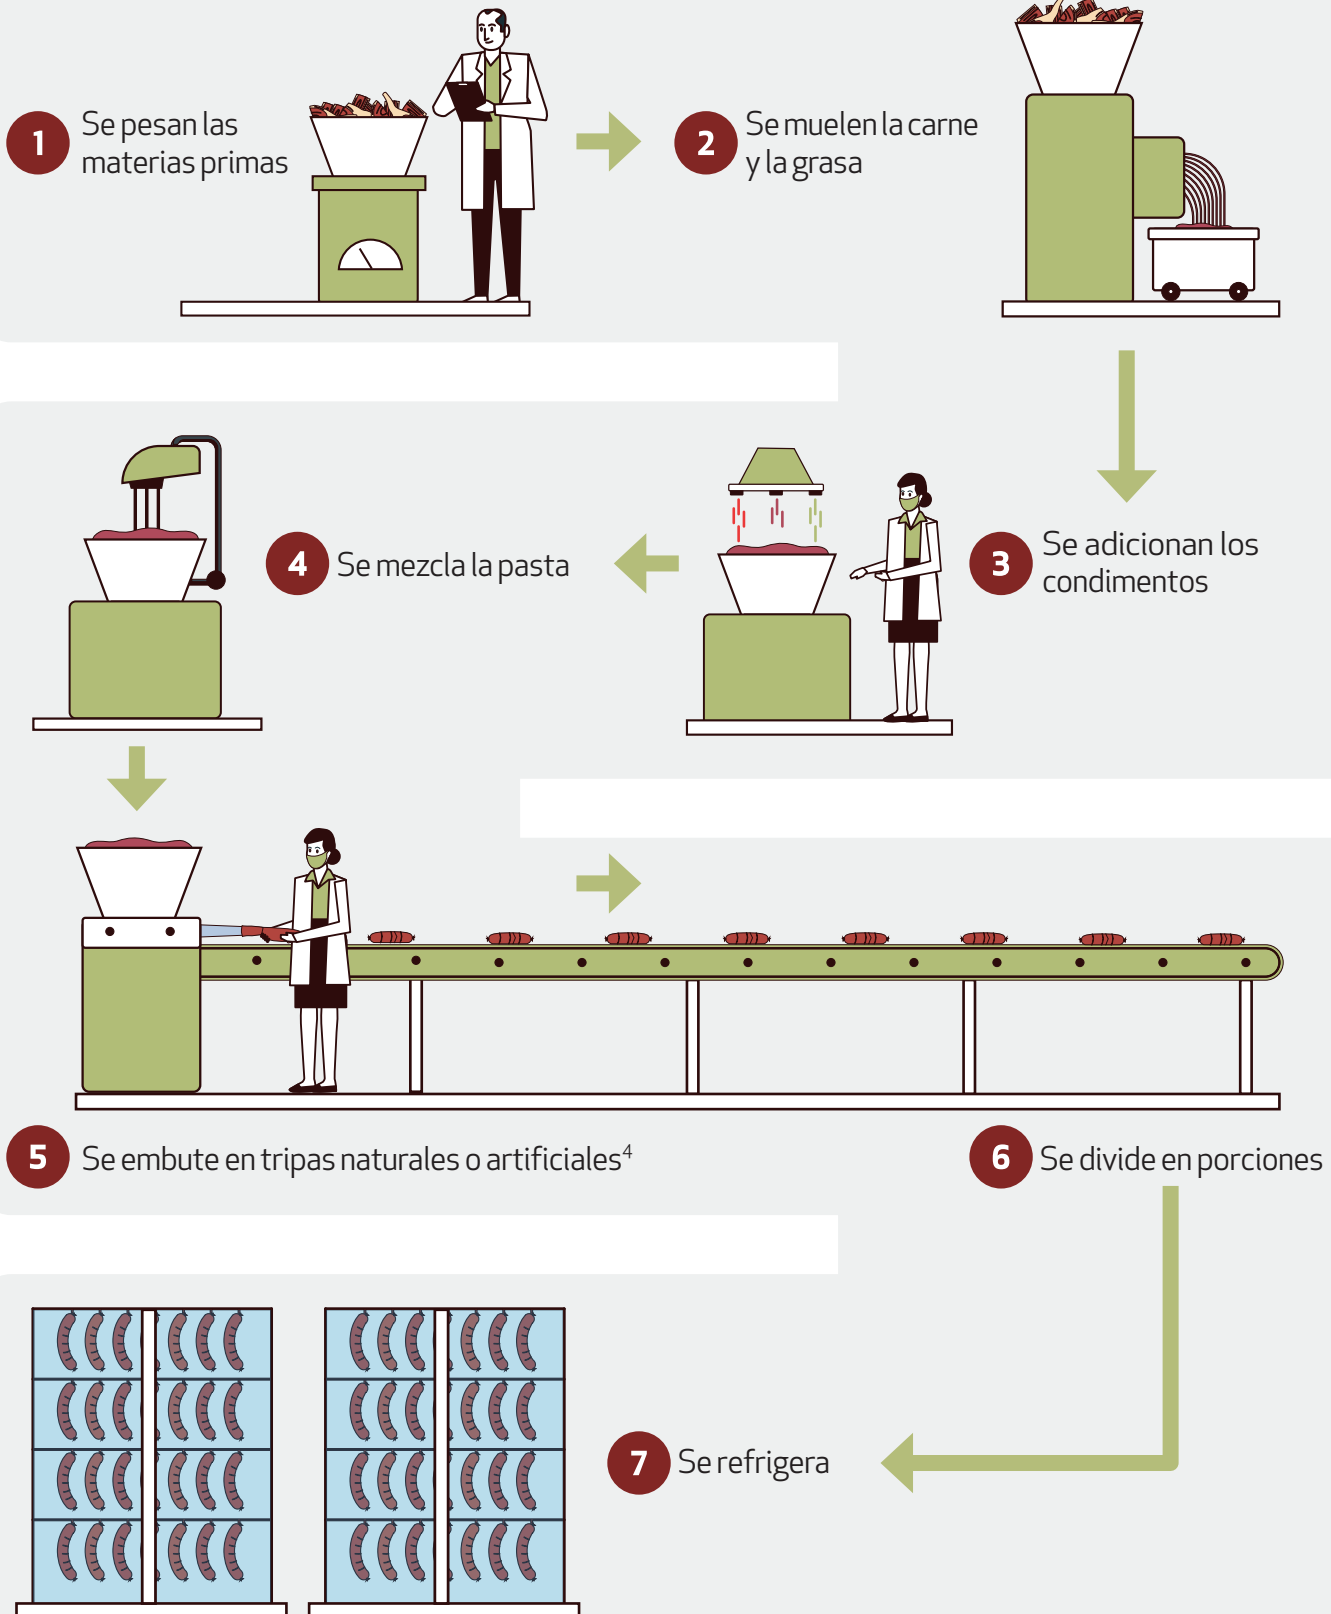 1
Se pesan las
materias primas
2
Se muelen la carne
y la grasa
3
Se adicionan los
condimentos
4
Se mezcla la pasta
5
Se embute en tripas naturales o artificiales⁴
6
Se divide en porciones
7
Se refrigera